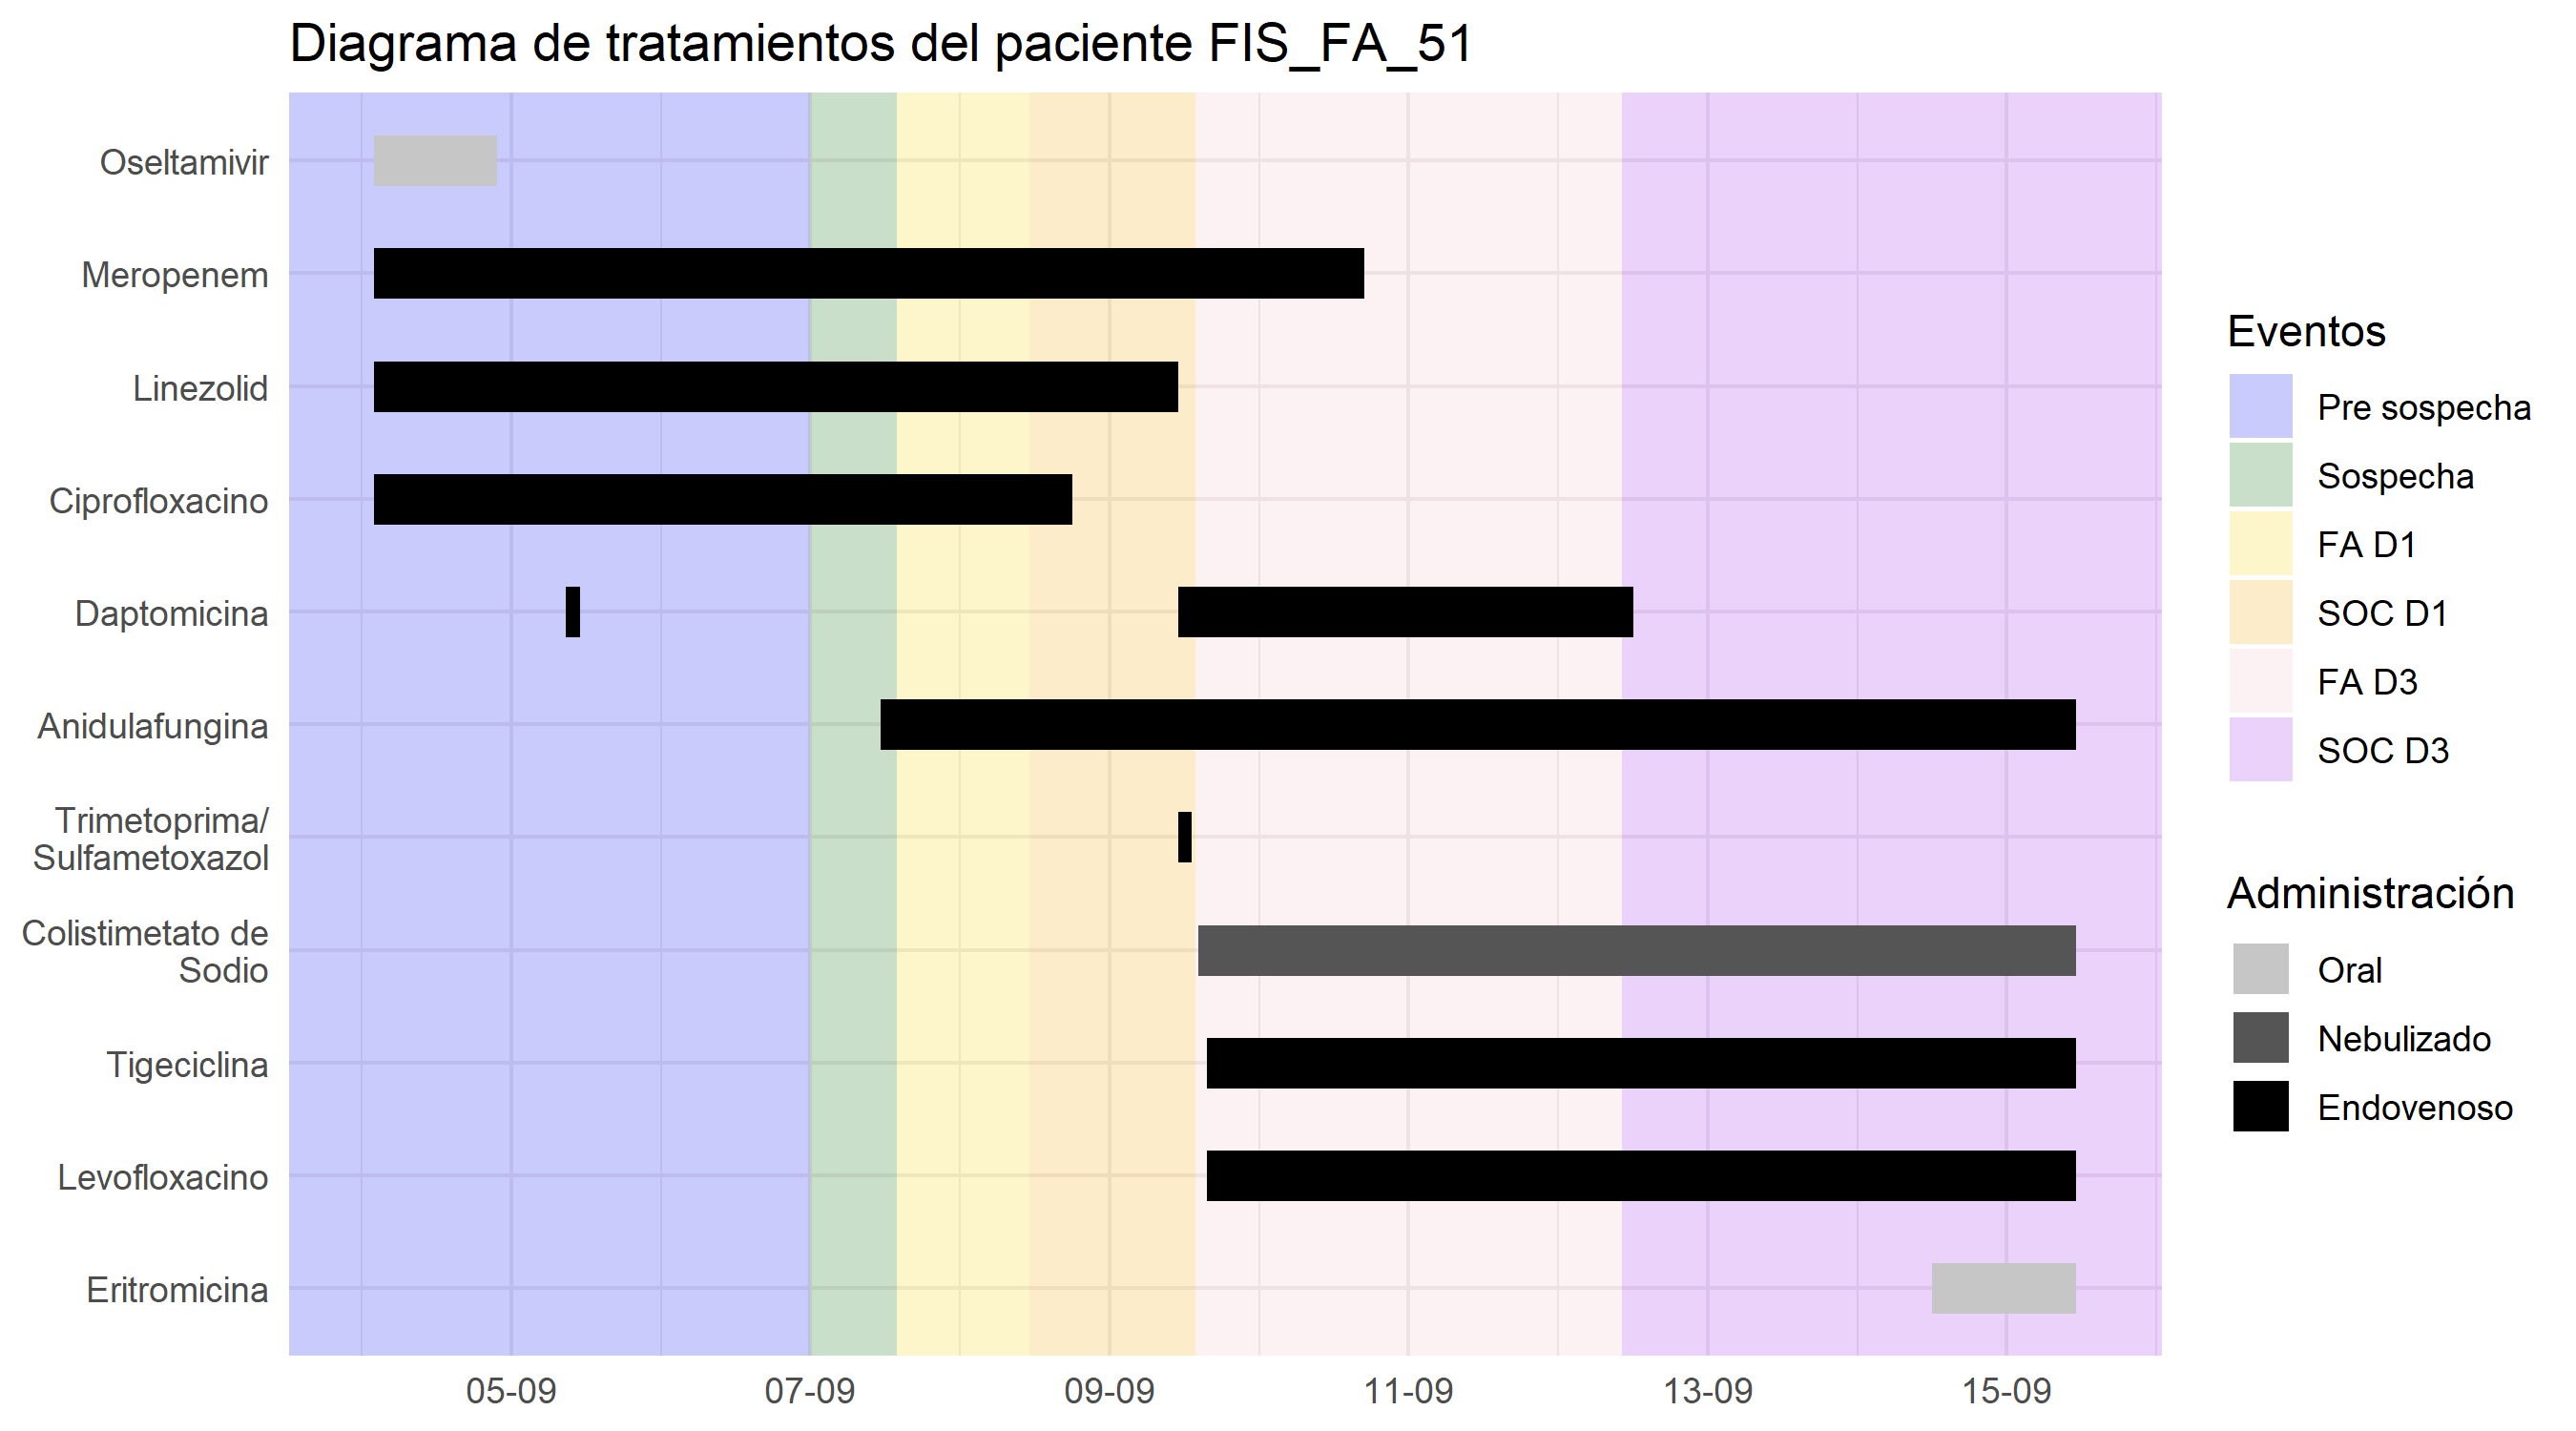 Diagrama de tratamientos del paciente FIS_FA_51
Oseltamivir
Meropenem
Linezolid
Ciprofloxacino
Daptomicina
Anidulafungina
Trimetoprima/
Sulfametoxazol
Colistimetato de
Sodio
Tigeciclina
Levofloxacino
Eritromicina
05-09
07-09
09-09
11-09
13-09
15-09
Eventos
Pre sospecha
Sospecha
FA D1
SOC D1
FA D3
SOC D3
Administración
Oral
Nebulizado
Endovenoso